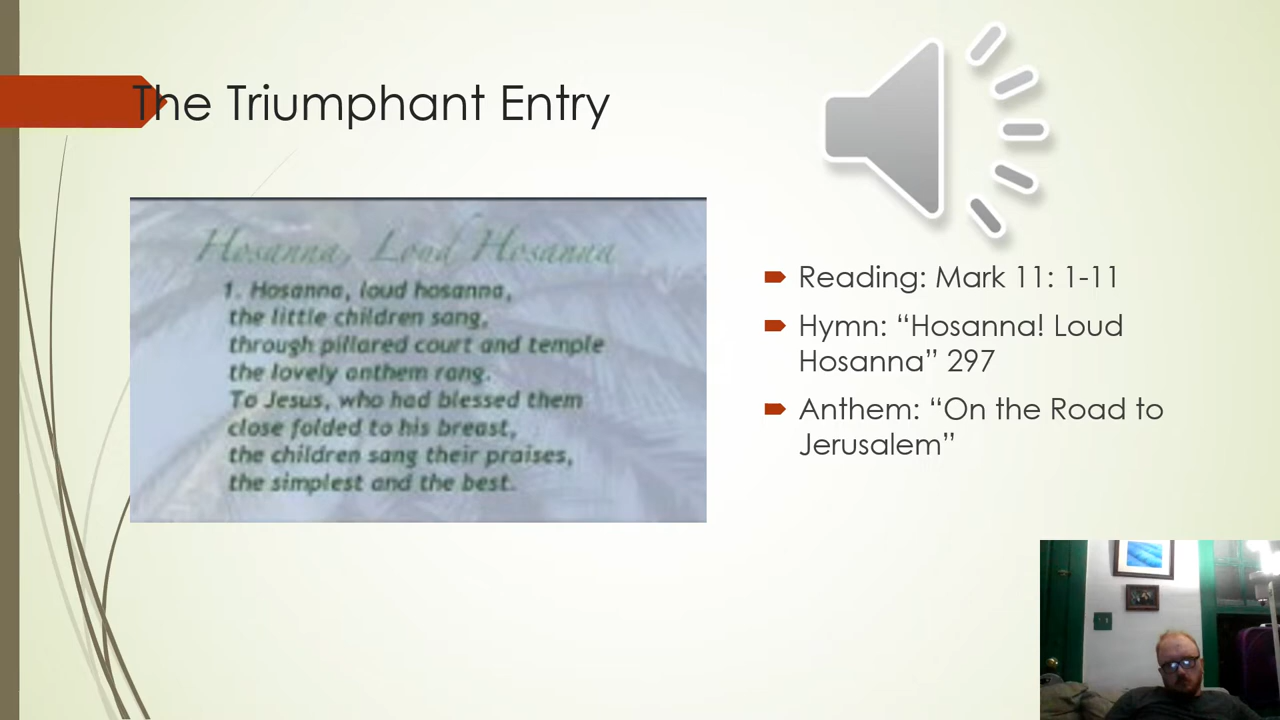 The Triumphant Entry
Hosanna, Loud Hosanna
1. Hosanna, loud hosanna,
the little children sang,
through pillared court and temple
the lovely anthem rang.
To Jesus, who had blessed them
close folded to his breast,
the children sang their praises,
the simplest and the best.
Reading: Mark 11: 1-11
Hymn: “Hosanna! Loud
Hosanna” 297
Anthem: “On the Road to
Jerusalem”